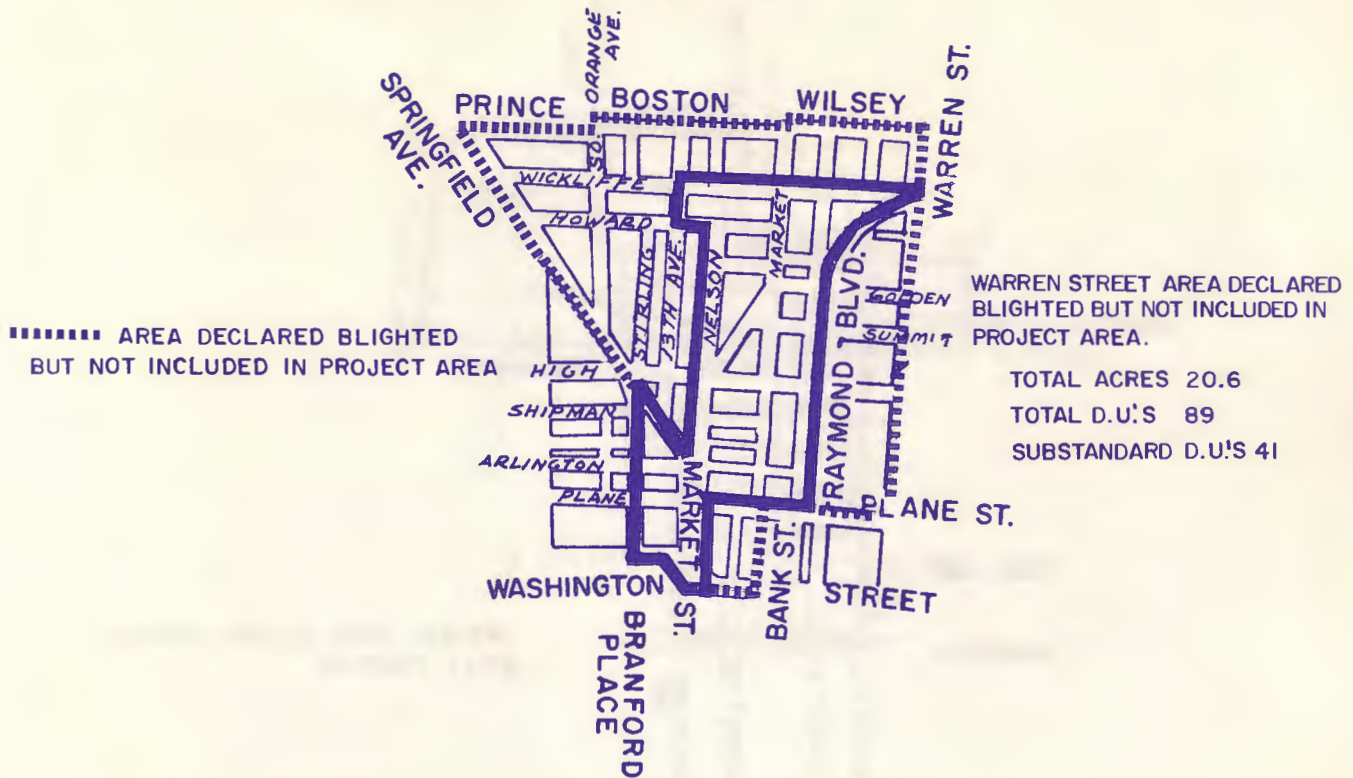 ORANGE
AVE.
SO.
SPRINGFIELD
AVE.
PRINCE
BOSTON
WILSEY
WARREN ST.
WICKLIFFE
HOWARD
STIRLING
13TH AVE.
NELSON
MARKET
RAYMOND BLVD.
GOLDEN
SUMMIT
WARREN STREET AREA DECLARED
BLIGHTED BUT NOT INCLUDED IN
PROJECT AREA.
TOTAL ACRES 20.6
TOTAL D.U.'S 89
SUBSTANDARD D.U.'S 41
AREA DECLARED BLIGHTED
BUT NOT INCLUDED IN PROJECT AREA
HIGH
SHIPMAN
ARLINGTON
PLANE
MARKET ST.
PLANE ST.
WASHINGTON
STREET
BANK ST.
BRANFORD
PLACE